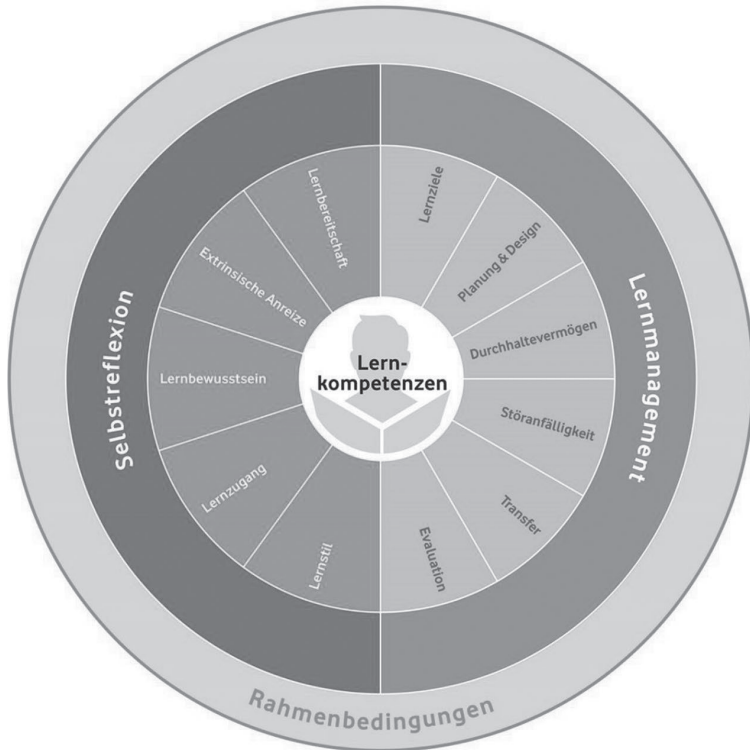 Lern-
kompetenzen
Selbstreflexion
Lernbereitschaft
Extrinsische Anreize
Lernbewusstsein
Lernzugang
Lernstil
Lernmanagement
Lernziele
Planung & Design
Durchhaltevermögen
Störanfälligkeit
Transfer
Evaluation
Rahmenbedingungen